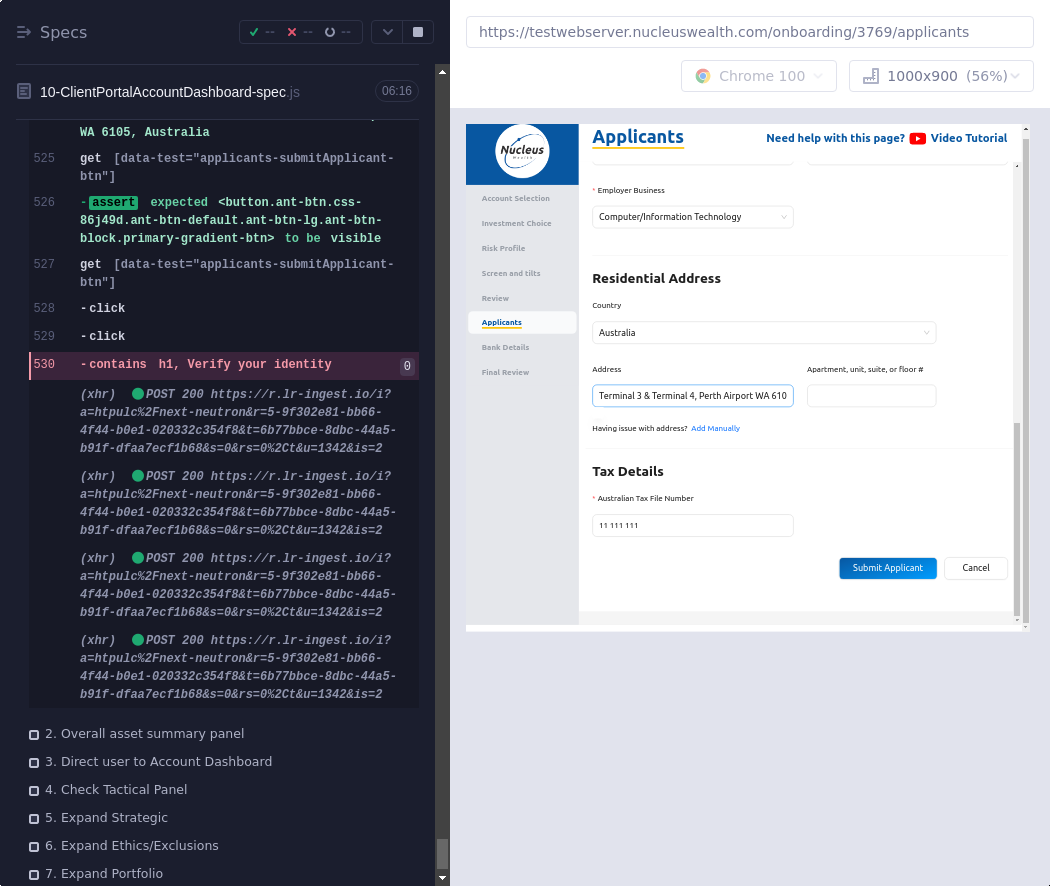 Specs
--
--
--
10-ClientPortalAccountDashboard-spec.js
06:16
WA 6105, Australia
525 get [data-test="applicants-submitApplicant-
btn"]
526 -assert expected <button.ant-btn.css-
86j49d.ant-btn-default.ant-btn-lg.ant-btn-
block.primary-gradient-btn> to be visible
527 get [data-test="applicants-submitApplicant-
btn"]
528 -click
529 -click
530 -contains h1, Verify your identity 0
(xhr) POST 200 https://r.lr-ingest.io/i?
a=htpulc%2Fnext-neutron&r=5-9f302e81-bb66-
4f44-b0e1-020332c354f8&t=6b77bbce-8dbc-44a5-
b91f-dfaa7ecf1b68&s=0&rs=0%2Ct&u=1342&is=2
(xhr) POST 200 https://r.lr-ingest.io/i?
a=htpulc%2Fnext-neutron&r=5-9f302e81-bb66-
4f44-b0e1-020332c354f8&t=6b77bbce-8dbc-44a5-
b91f-dfaa7ecf1b68&s=0&rs=0%2Ct&u=1342&is=2
(xhr) POST 200 https://r.lr-ingest.io/i?
a=htpulc%2Fnext-neutron&r=5-9f302e81-bb66-
4f44-b0e1-020332c354f8&t=6b77bbce-8dbc-44a5-
b91f-dfaa7ecf1b68&s=0&rs=0%2Ct&u=1342&is=2
(xhr) POST 200 https://r.lr-ingest.io/i?
a=htpulc%2Fnext-neutron&r=5-9f302e81-bb66-
4f44-b0e1-020332c354f8&t=6b77bbce-8dbc-44a5-
b91f-dfaa7ecf1b68&s=0&rs=0%2Ct&u=1342&is=2
2. Overall asset summary panel
3. Direct user to Account Dashboard
4. Check Tactical Panel
5. Expand Strategic
6. Expand Ethics/Exclusions
7. Expand Portfolio
https://testwebserver.nucleuswealth.com/onboarding/3769/applicants
Chrome 100
1000x900 (56%)
Nucleus
Wealth
Account Selection
Investment Choice
Risk Profile
Screen and tilts
Review
Applicants
Bank Details
Final Review
Applicants
Need help with this page? Video Tutorial
* Employer Business
Computer/Information Technology
Residential Address
Country
Australia
Address
Apartment, unit, suite, or floor #
Terminal 3 & Terminal 4, Perth Airport WA 610
Having issue with address? Add Manually
Tax Details
* Australian Tax File Number
11 111 111
Submit Applicant
Cancel